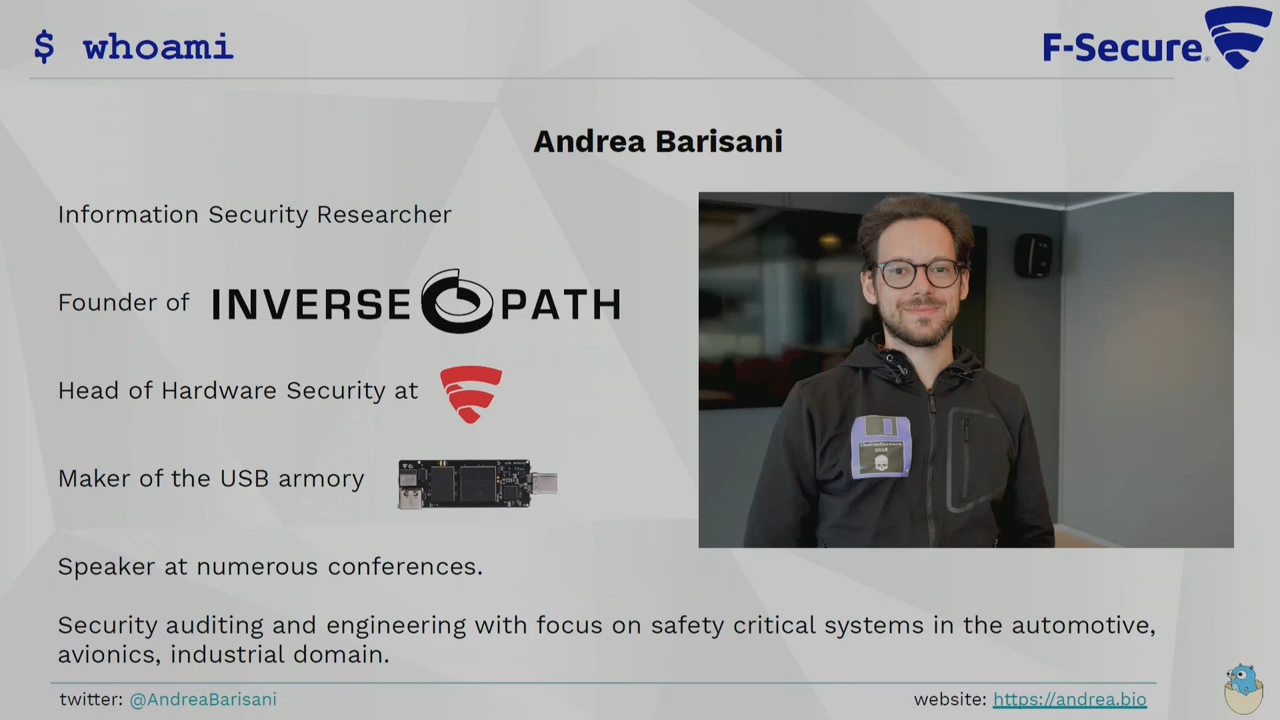 $ whoami
F-Secure
Andrea Barisani
Information Security Researcher
Founder of INVERSE PATH
Head of Hardware Security at
Maker of the USB armory
Speaker at numerous conferences.
Security auditing and engineering with focus on safety critical systems in the automotive,
avionics, industrial domain.
twitter: @AndreaBarisani
website: https://andrea.bio